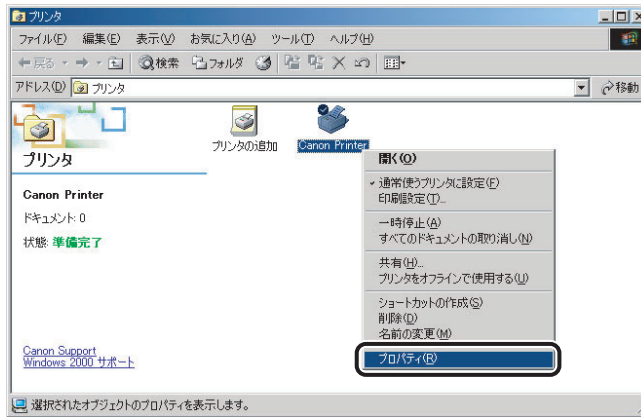 プリンタ
ファイル(F) 編集(E) 表示(V) お気に入り(A) ツール(T) ヘルプ(H)
戻る 検索 フォルダ
アドレス(D) プリンタ 移動
プリンタ
Canon Printer
ドキュメント: 0
状態: 準備完了
Canon Support
Windows 2000 サポート
プリンタの追加
Canon Printer
開く(O)
通常使うプリンタに設定(F)
印刷設定(T)...
一時停止(A)
すべてのドキュメントの取り消し(N)
共有(H)...
プリンタをオフラインで使用する(U)
ショートカットの作成(S)
削除(D)
名前の変更(M)
プロパティ(R)
選択されたオブジェクトのプロパティを表示します。